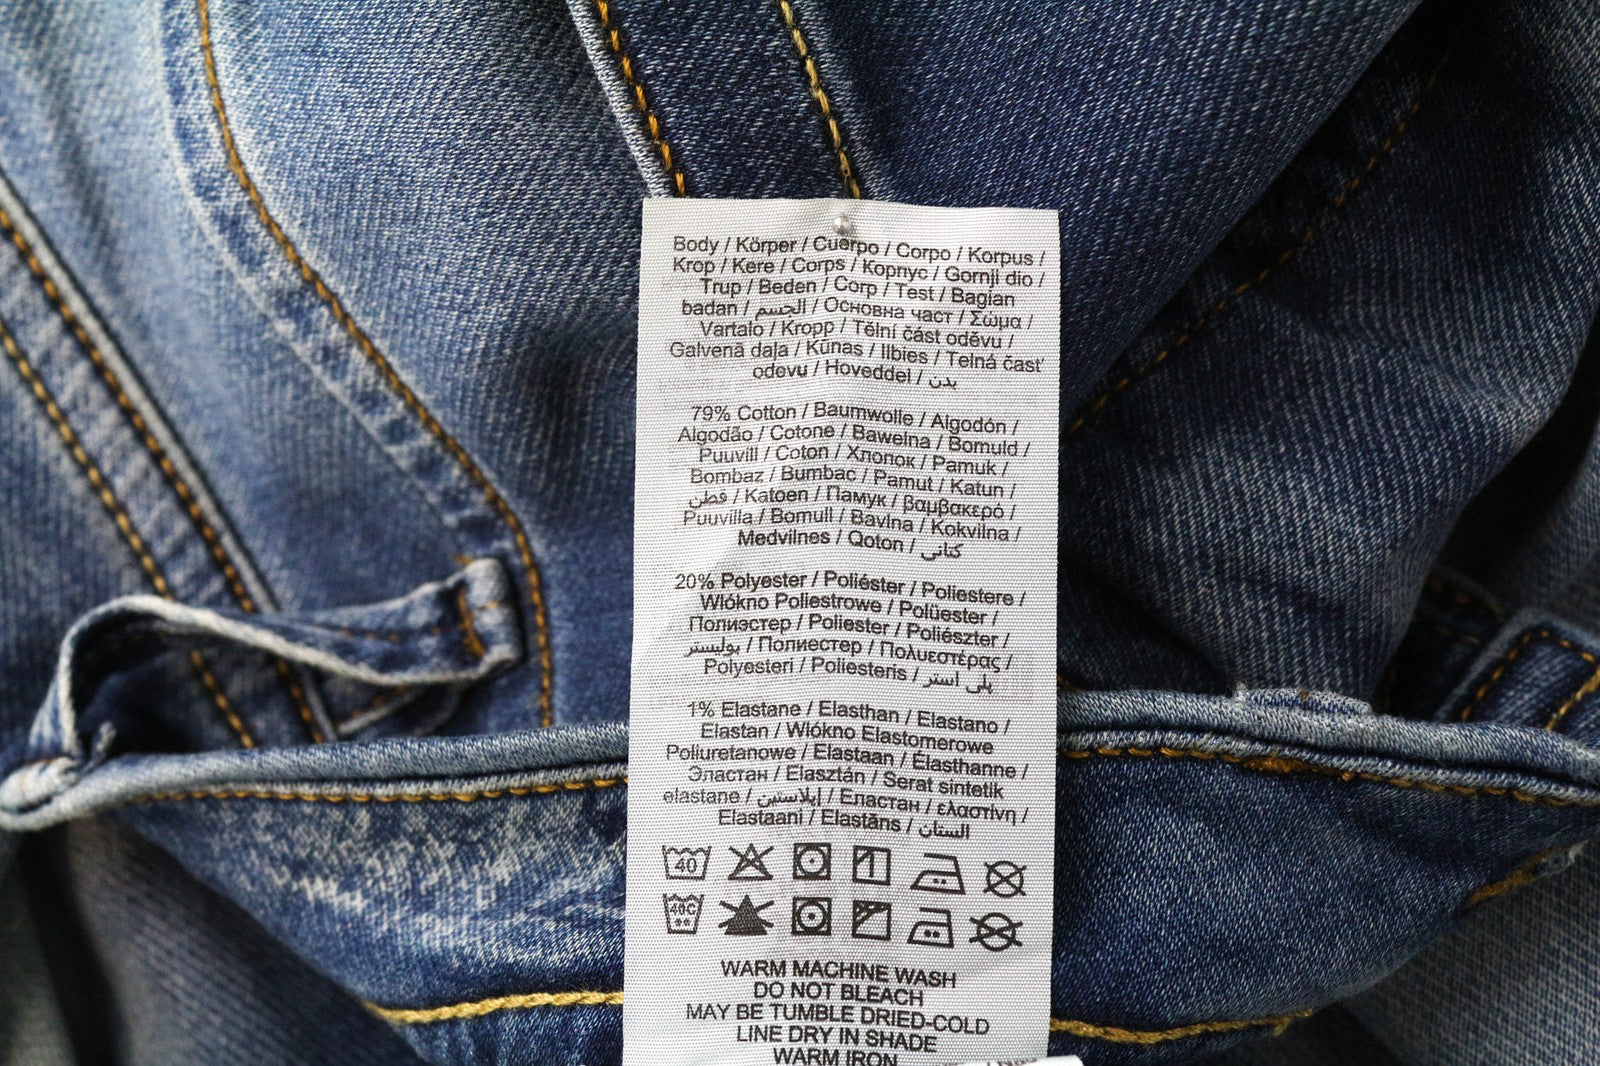 Body / Körper / Cuerpo / Corpo / Korpus /
Krop / Kere / Corps / Корпус / Gornji dio /
Trup / Beden / Corp / Test / Bagian
badan / الجسم / Основна част / Σώμα /
Vartalo / Kropp / Tělní část oděvu /
Galvenā daļa / Kūnas / Ilbies / Telná časť
odevu / Hoveddel / بدن
79% Cotton / Baumwolle / Algodón /
Algodão / Cotone / Bawełna / Bomuld /
Puuvill / Coton / Хлопок / Pamuk /
Bombaz / Bumbac / Pamut / Katun /
قطن / Katoen / Памук / βαμβακερό /
Puuvilla / Bomull / Bavlna / Kokvilna /
Medvilnes / Qoton / كتاني
20% Polyester / Poliéster / Poliestere /
Włókno Poliestrowe / Polüester /
Полиэстер / Poliester / Poliészter /
بوليستر / Полиестер / Πολυεστέρας /
Polyesteri / Poliesteris / پلی استر
1% Elastane / Elasthan / Elastano /
Elastan / Włókno Elastomerowe
Poliuretanowe / Elastaan / Élasthanne /
Эластан / Elasztán / Serat sintetik
elastane / إيلاستين / Еластан / ελαστίνη /
Elastaani / Elastāns / الستان
40
40C
WARM MACHINE WASH
DO NOT BLEACH
MAY BE TUMBLE DRIED-COLD
LINE DRY IN SHADE
WARM IRON